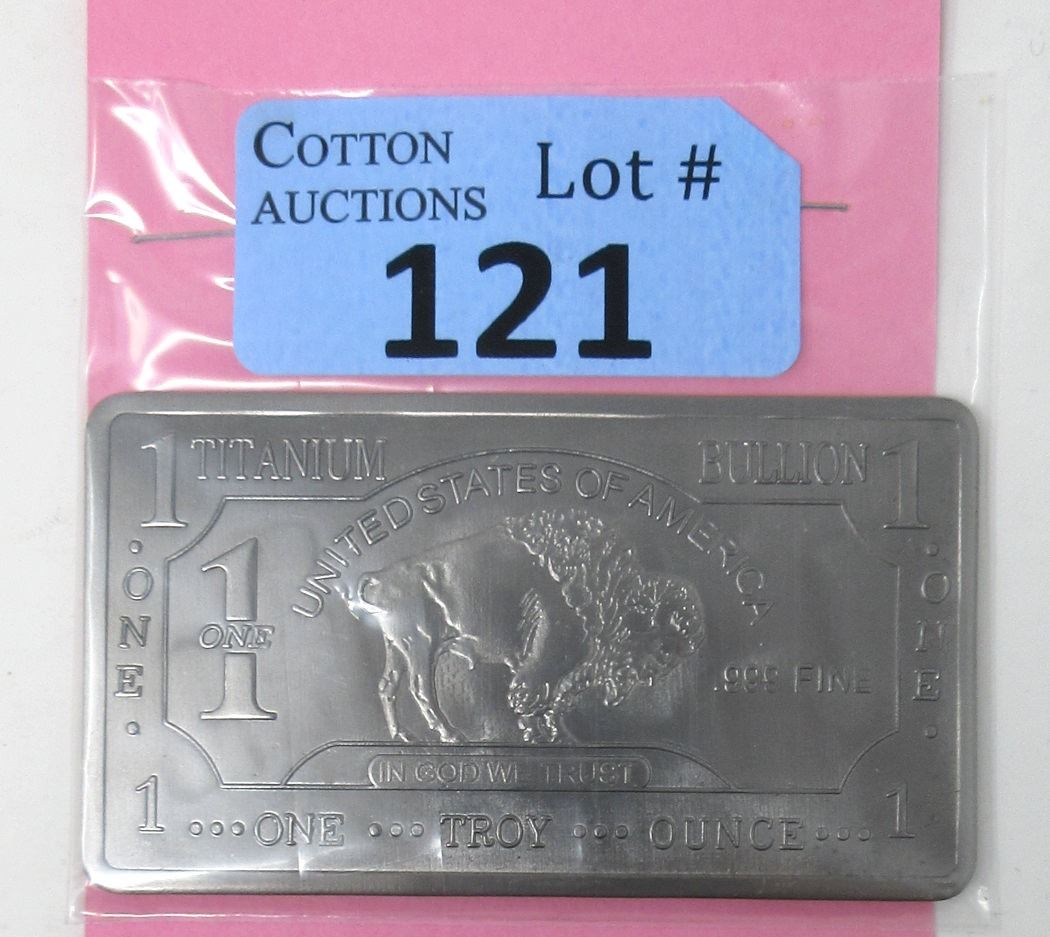 COTTON
AUCTIONS
Lot #
121
1 TITANIUM BULLION 1
UNITED STATES OF AMERICA
· ONE ·
1
ONE
.999 FINE
· ONE ·
IN GOD WE TRUST
1 ···ONE ··· TROY ··· OUNCE··· 1